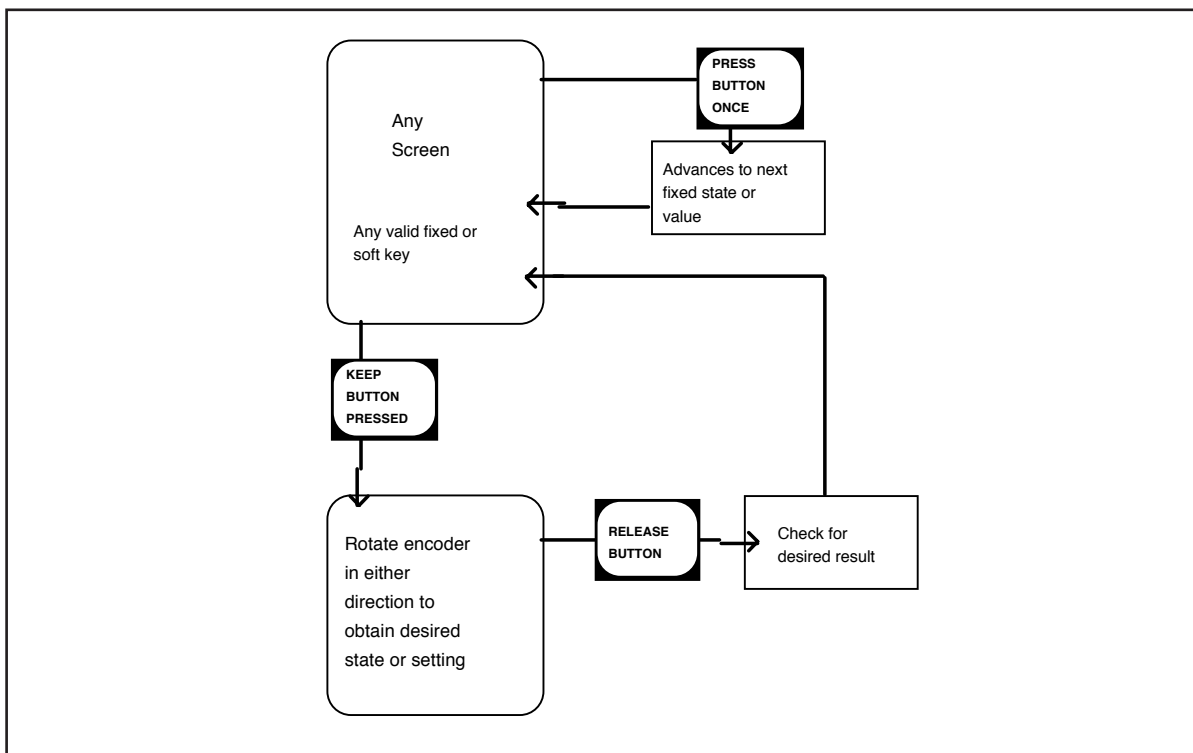 PRESS
BUTTON
ONCE
Any
Screen
Advances to next
fixed state or
value
Any valid fixed or
soft key
KEEP
BUTTON
PRESSED
Rotate encoder
in either
direction to
obtain desired
state or setting
RELEASE
BUTTON
Check for
desired result